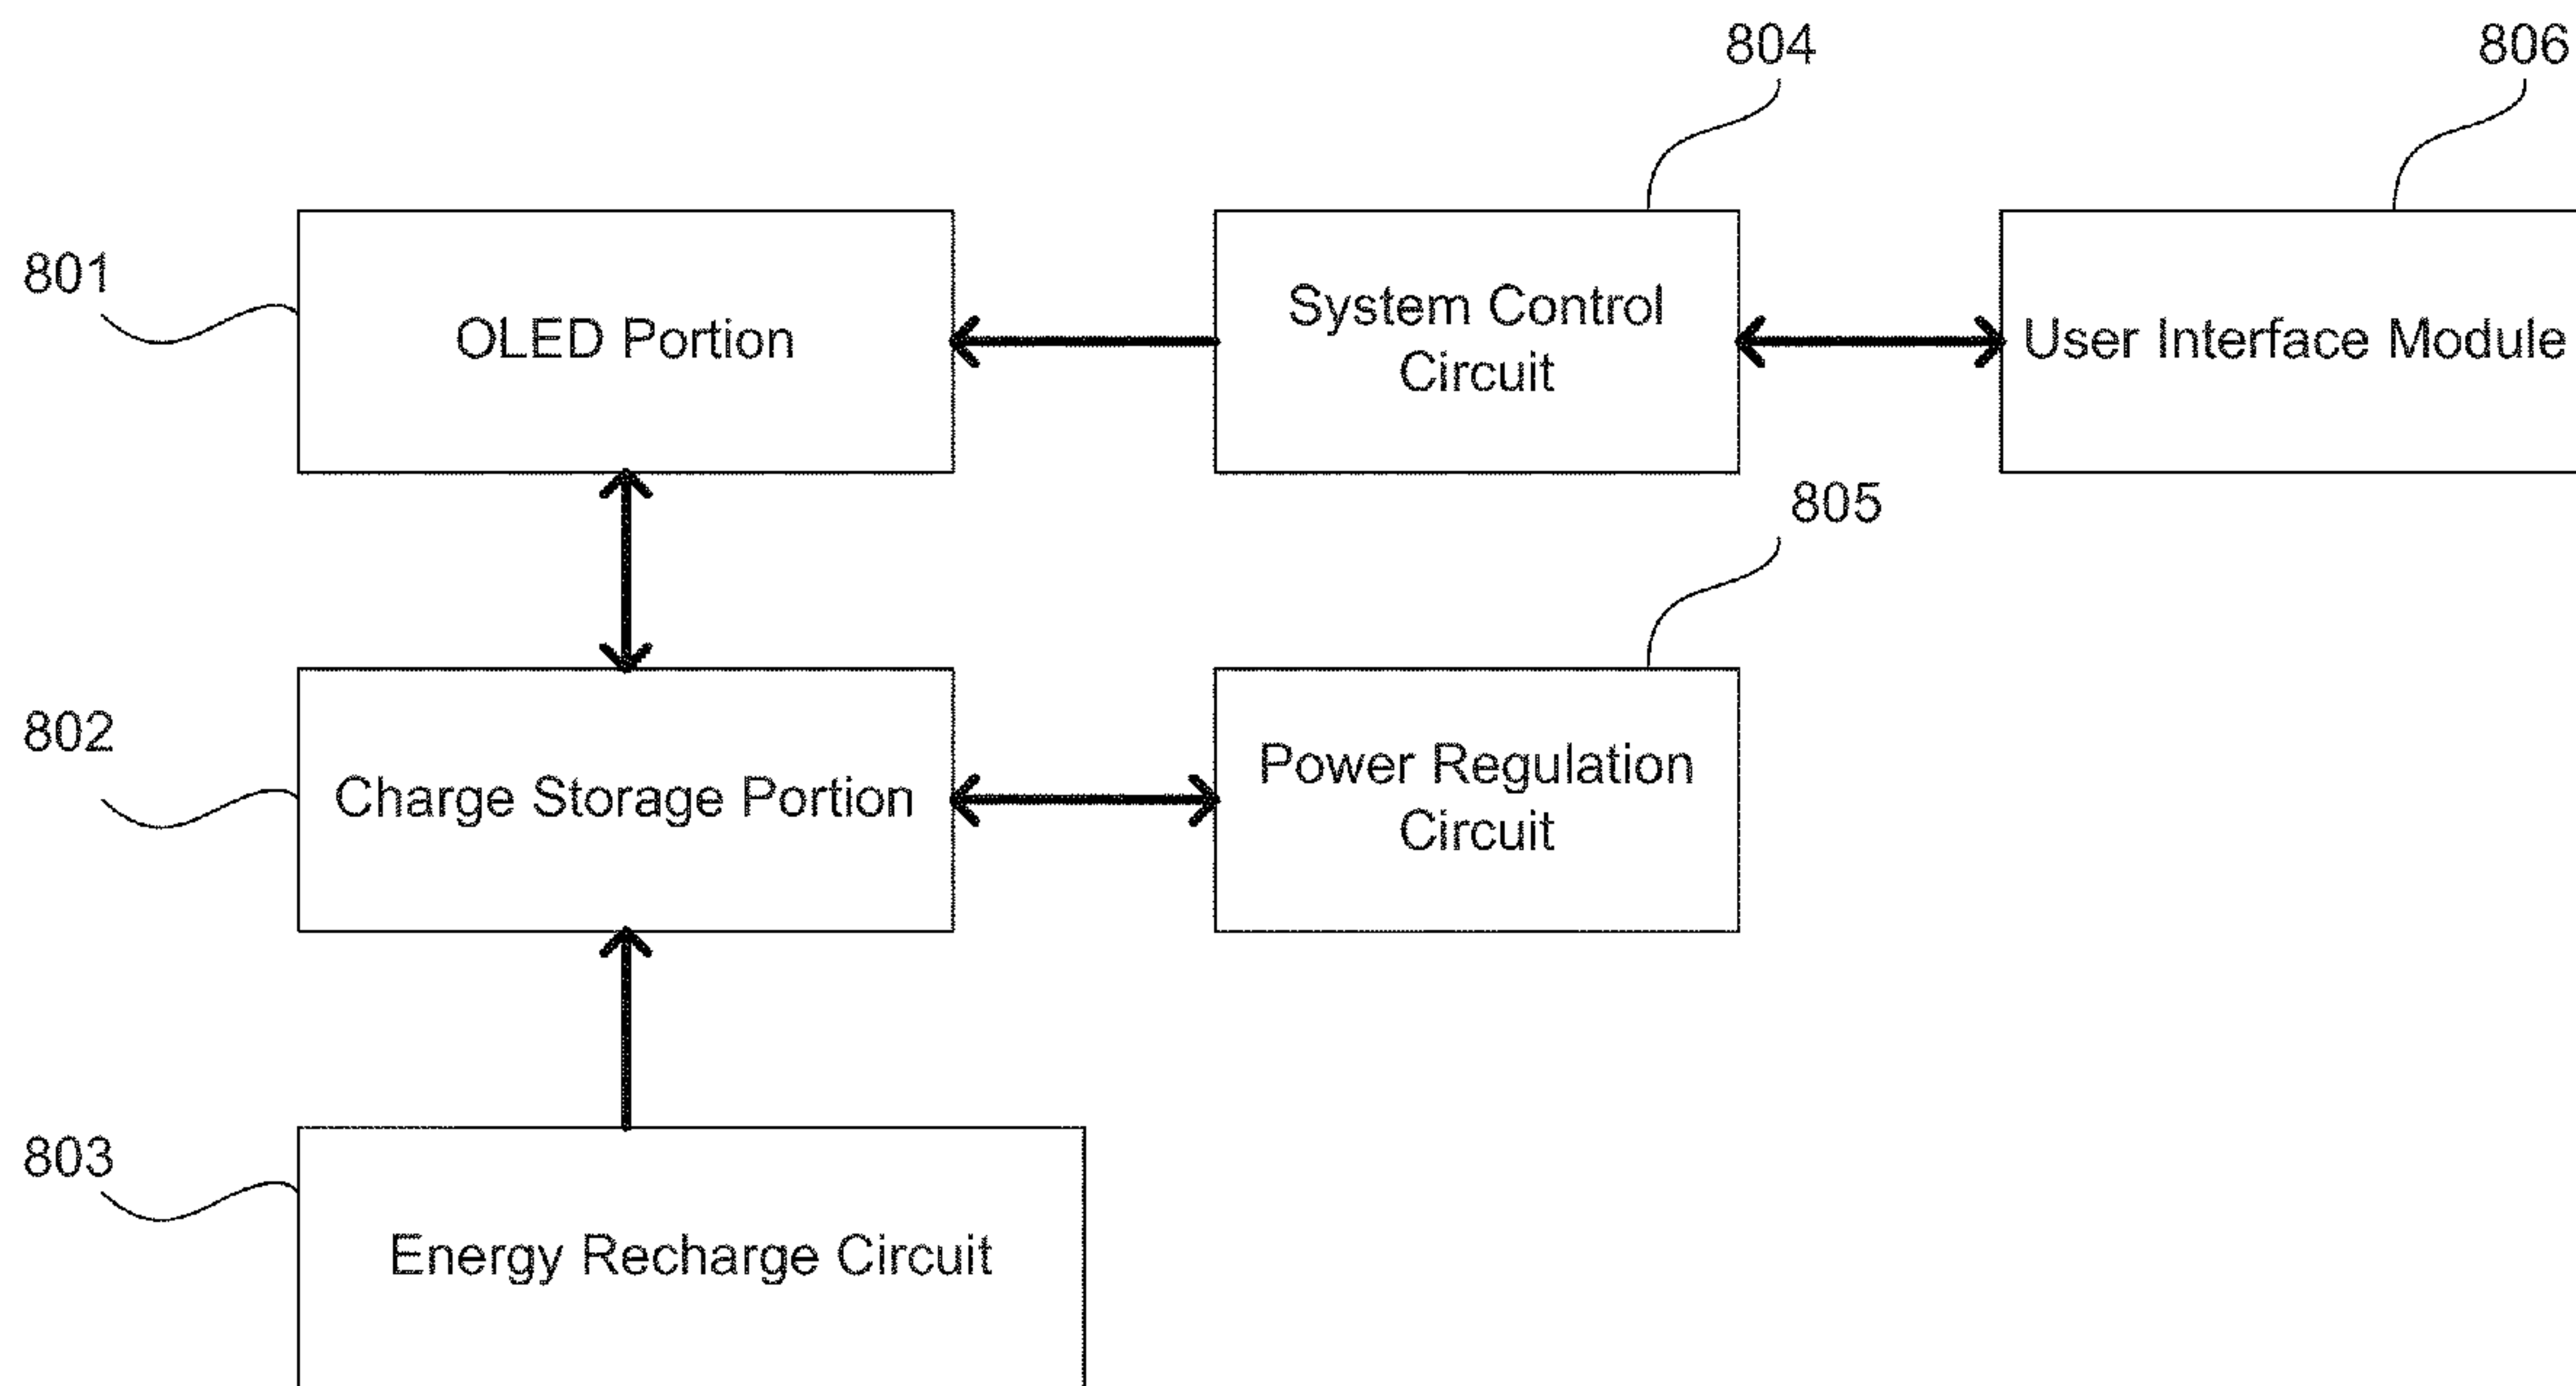 804
806
801
OLED Portion
System Control
Circuit
User Interface Module
805
802
Charge Storage Portion
Power Regulation
Circuit
803
Energy Recharge Circuit